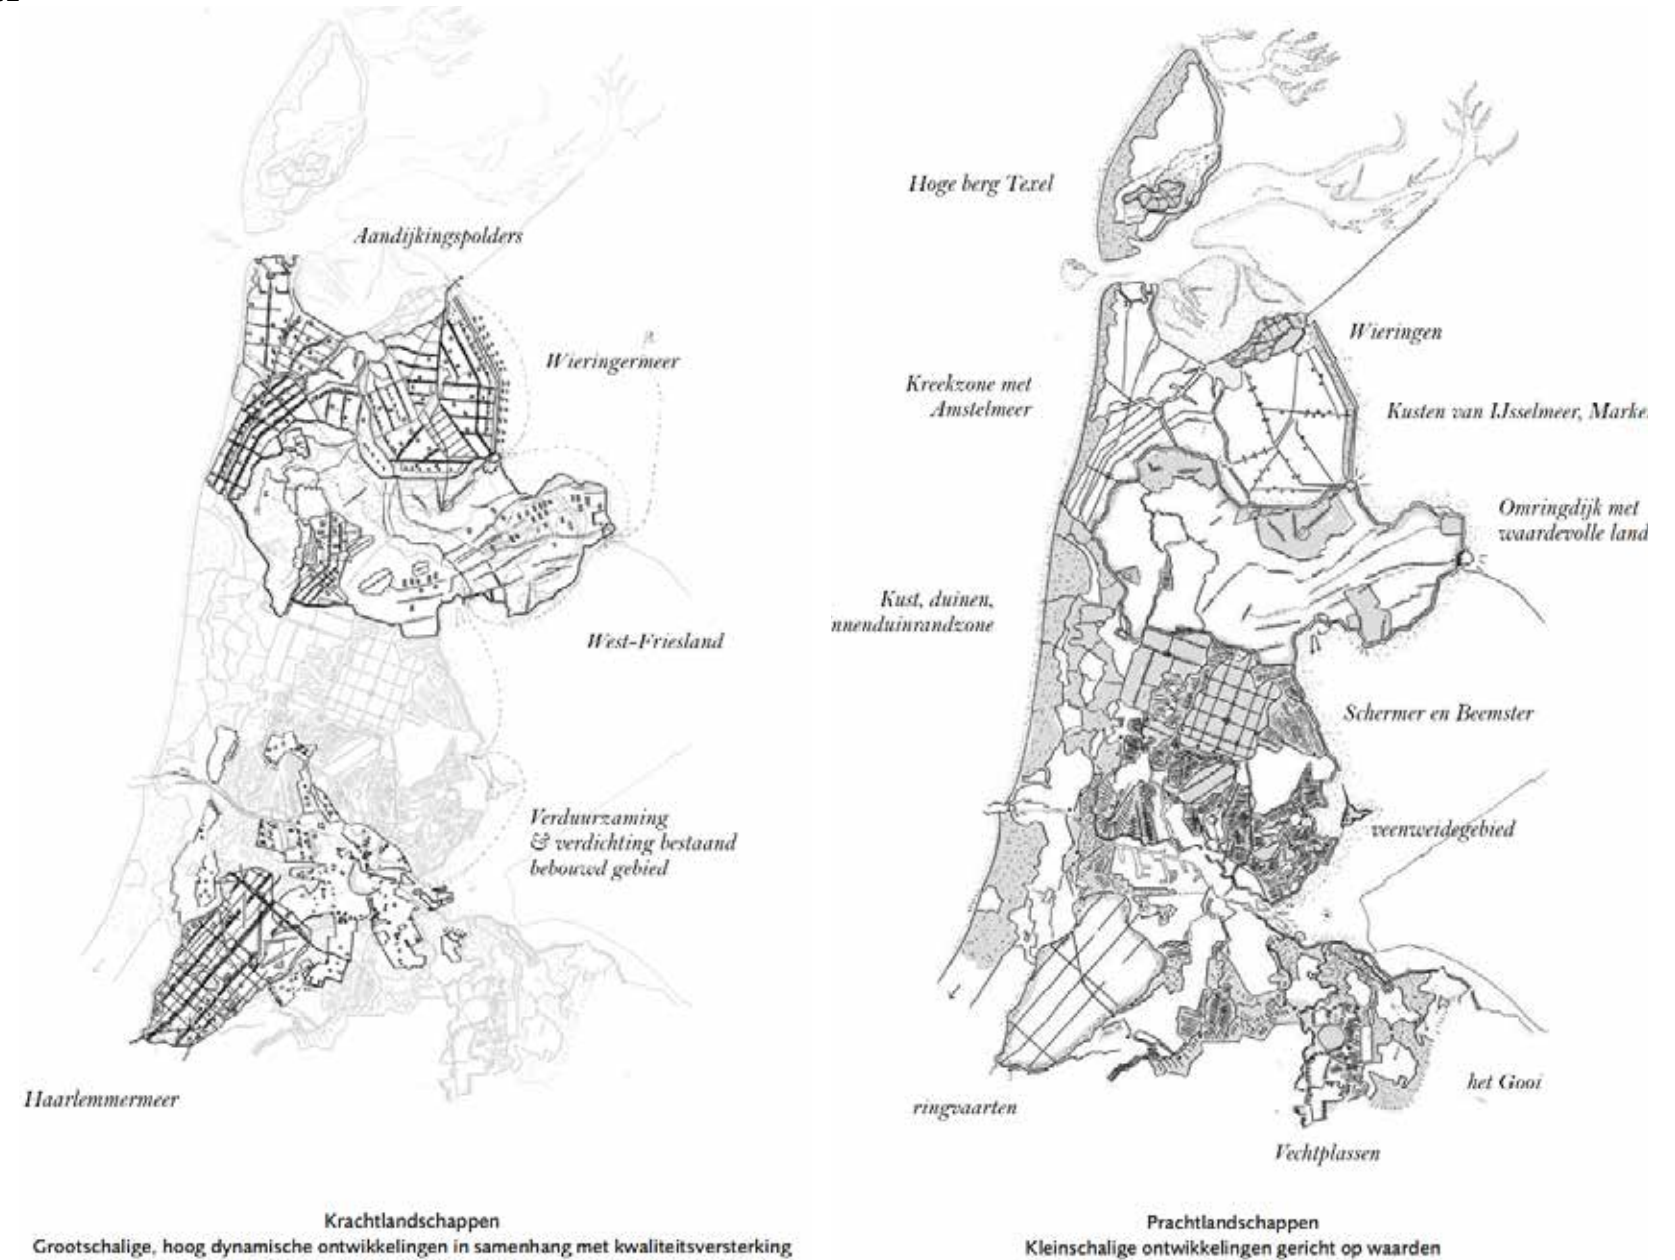 Aandijkingspolders
Wieringermeer
West-Friesland
Verduurzaming
& verdichting bestaand
bebouwd gebied
Haarlemmermeer
Krachtlandschappen
Grootschalige, hoog dynamische ontwikkelingen in samenhang met kwaliteitsversterking
Hoge berg Texel
Wieringen
Kreekzone met
Amstelmeer
Kusten van IJsselmeer, Marke
Omringdijk met
waardevolle land
Kust, duinen,
nnenduinrandzone
Schermer en Beemster
veenweidegebied
het Gooi
ringvaarten
Vechtplassen
Prachtlandschappen
Kleinschalige ontwikkelingen gericht op waarden